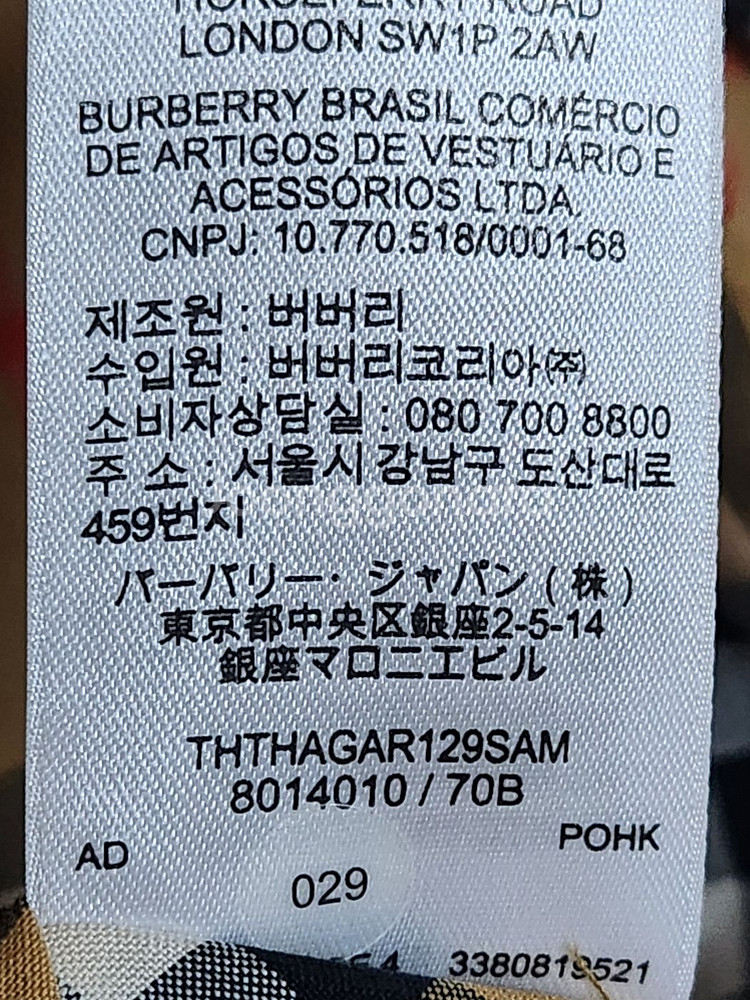 HORSEFERRY ROAD
LONDON SW1P 2AW
BURBERRY BRASIL COMÉRCIO
DE ARTIGOS DE VESTUÁRIO E
ACESSÓRIOS LTDA.
CNPJ: 10.770.518/0001-68
제조원 : 버버리
수입원 : 버버리코리아㈜
소비자상담실 : 080 700 8800
주 소 : 서울시 강남구 도산대로
459번지
バーバリー・ジャパン ( 株 )
東京都中央区銀座2-5-14
銀座マロニエビル
THTHAGAR129SAM
8014010 / 70B
POHK
AD
029
3380819521